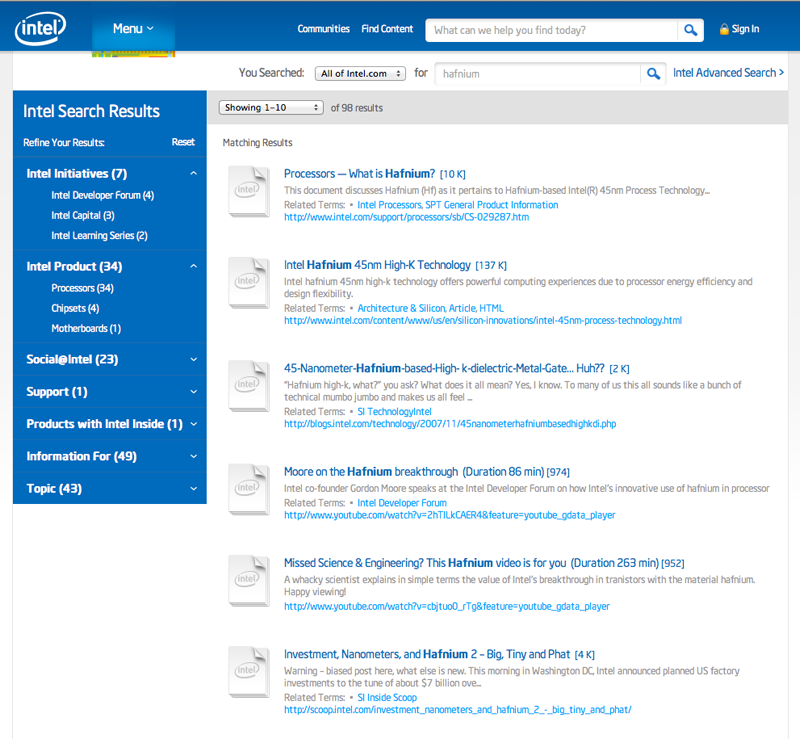 intel
Menu
Communities
Find Content
What can we help you find today?
Sign In
You Searched:
All of Intel.com
for
hafnium
Intel Advanced Search >
Intel Search Results
Refine Your Results:
Reset
Intel Initiatives (7)
Intel Developer Forum (4)
Intel Capital (3)
Intel Learning Series (2)
Intel Product (34)
Processors (34)
Chipsets (4)
Motherboards (1)
Social@Intel (23)
Support (1)
Products with Intel Inside (1)
Information For (49)
Topic (43)
Showing 1-10
of 98 results
Matching Results
intel
Processors — What is Hafnium? [10 K]
This document discusses Hafnium (Hf) as it pertains to Hafnium-based Intel(R) 45nm Process Technology...
Related Terms: • Intel Processors, SPT General Product Information
http://www.intel.com/support/processors/sb/CS-029287.htm
intel
Intel Hafnium 45nm High-K Technology [137 K]
Intel hafnium 45nm high-k technology offers powerful computing experiences due to processor energy efficiency and
design flexibility.
Related Terms: • Architecture & Silicon, Article, HTML
http://www.intel.com/content/www/us/en/silicon-innovations/intel-45nm-process-technology.html
intel
45-Nanometer-Hafnium-based-High- k-dielectric-Metal-Gate... Huh?? [2 K]
"Hafnium high-k, what?" you ask? What does it all mean? Yes, I know. To many of us this all sounds like a bunch of
technical mumbo jumbo and makes us all feel ...
Related Terms: • SI TechnologyIntel
http://blogs.intel.com/technology/2007/11/45nanometerhafniumbasedhighkdi.php
intel
Moore on the Hafnium breakthrough (Duration 86 min) [974]
Intel co-founder Gordon Moore speaks at the Intel Developer Forum on how Intel's innovative use of hafnium in processor
Related Terms: • Intel Developer Forum
http://www.youtube.com/watch?v=2hTlLkCAER4&feature=youtube_gdata_player
intel
Missed Science & Engineering? This Hafnium video is for you (Duration 263 min) [952]
A whacky scientist explains in simple terms the value of Intel's breakthrough in tranistors with the material hafnium.
Happy viewing!
http://www.youtube.com/watch?v=cbjtuo0_rTg&feature=youtube_gdata_player
intel
Investment, Nanometers, and Hafnium 2 – Big, Tiny and Phat [4 K]
Warning – biased post here, what else is new. This morning in Washington DC, Intel announced planned US factory
investments to the tune of about $7 billion ove...
Related Terms: • SI Inside Scoop
http://scoop.intel.com/investment_nanometers_and_hafnium_2_-_big_tiny_and_phat/